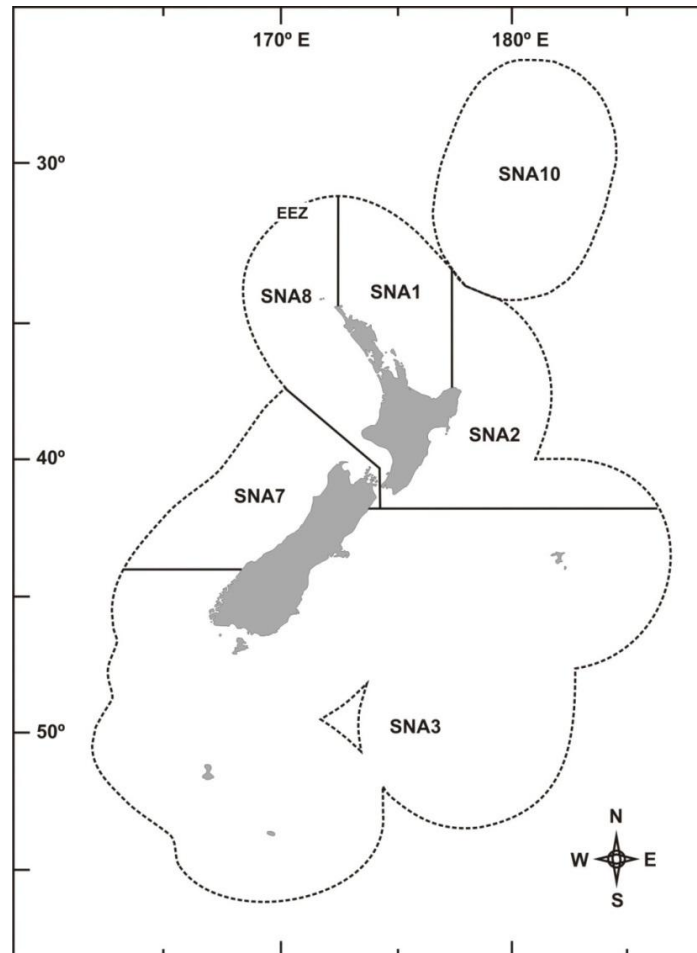 170º E 180º E
30º
SNA10
EEZ
SNA8 SNA1
SNA2
40º
SNA7
50º
SNA3
N
W E
S